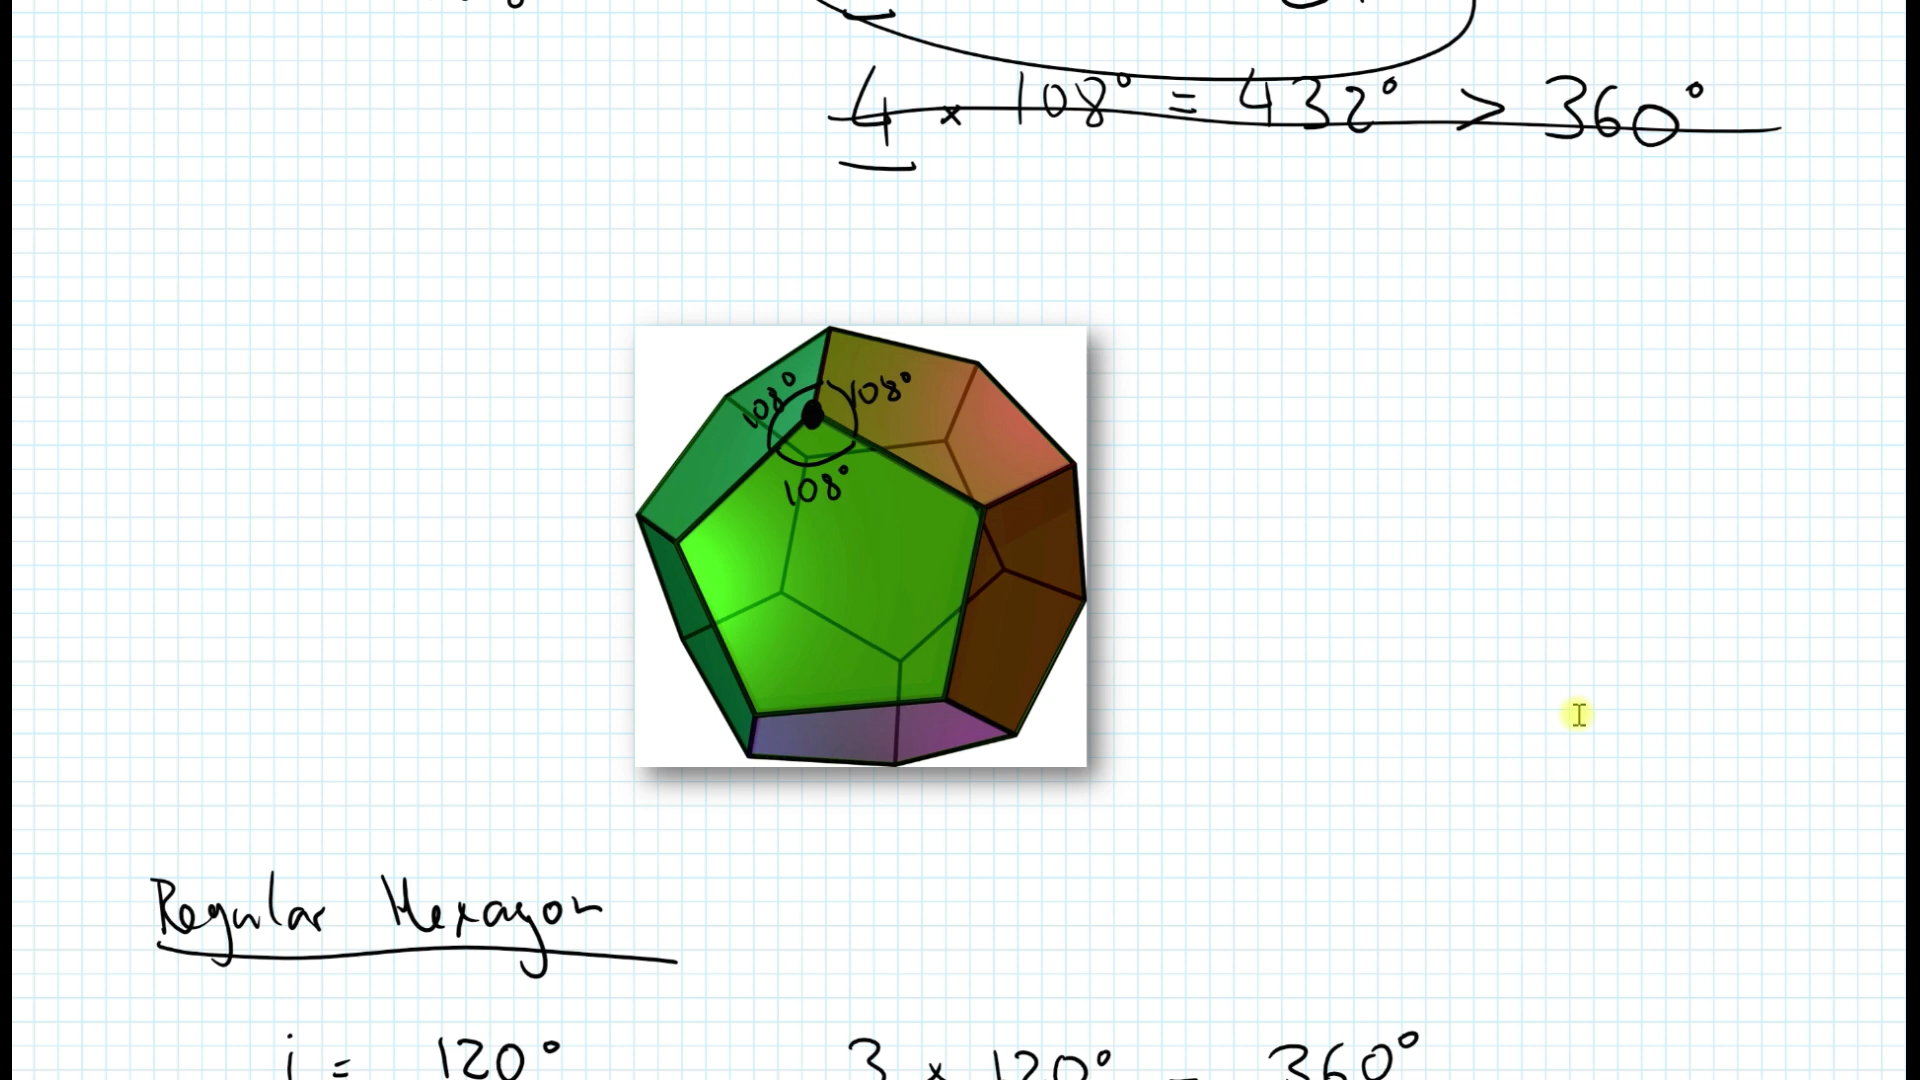 4 × 108° = 432° > 360°
108° 108°
108°
Regular Hexagon
i = 120° 3 × 120° = 360°